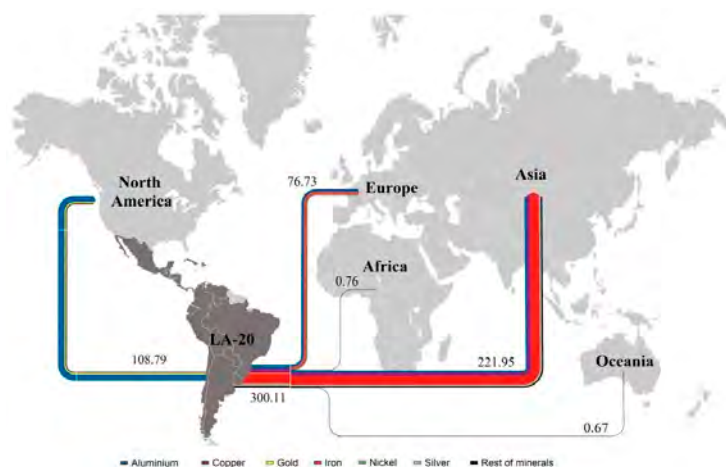 North
America
76.73
Europe
Asia
Africa
0.76
LA-20
108.79
221.95
Oceania
300.11
0.67
Aluminium
Copper
Gold
Iron
Nickel
Silver
Rest of minerals